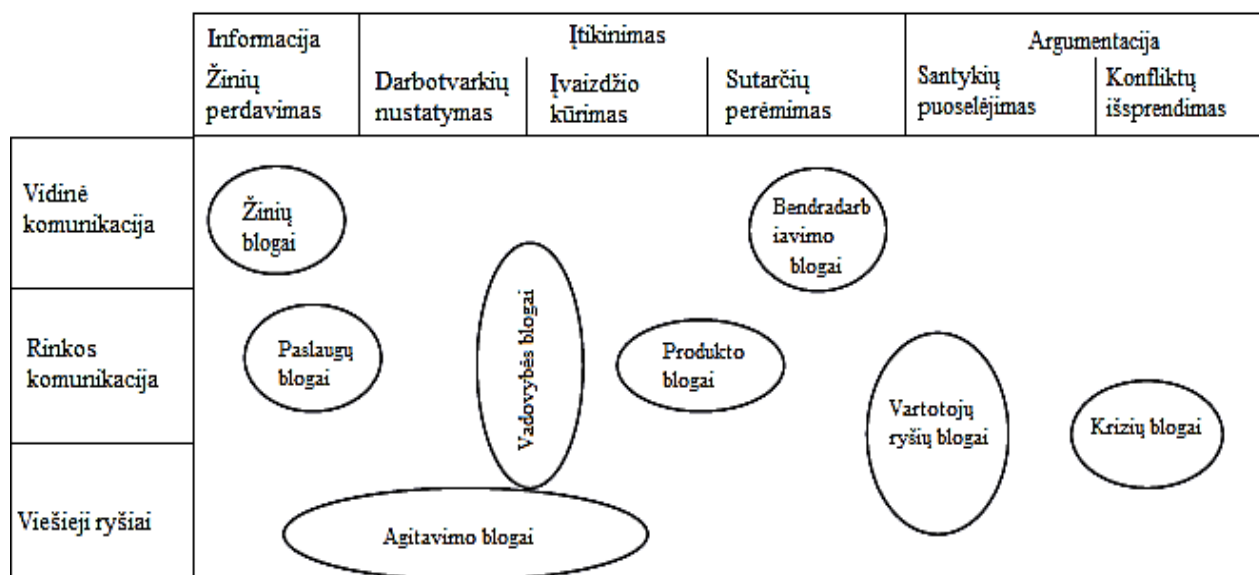 Informacija
Įtikinimas
Argumentacija
Žinių
perdavimas
Darbotvarkių
nustatymas
Įvaizdžio
kūrimas
Sutarčių
perėmimas
Santykių
puoselėjimas
Konfliktų
išsprendimas
Vidinė
komunikacija
Žinių
blogai
Bendradarb
iavimo
blogai
Rinkos
komunikacija
Paslaugų
blogai
Vadovybės blogai
Produkto
blogai
Vartotojų
ryšių blogai
Krizių blogai
Viešieji ryšiai
Agitavimo blogai